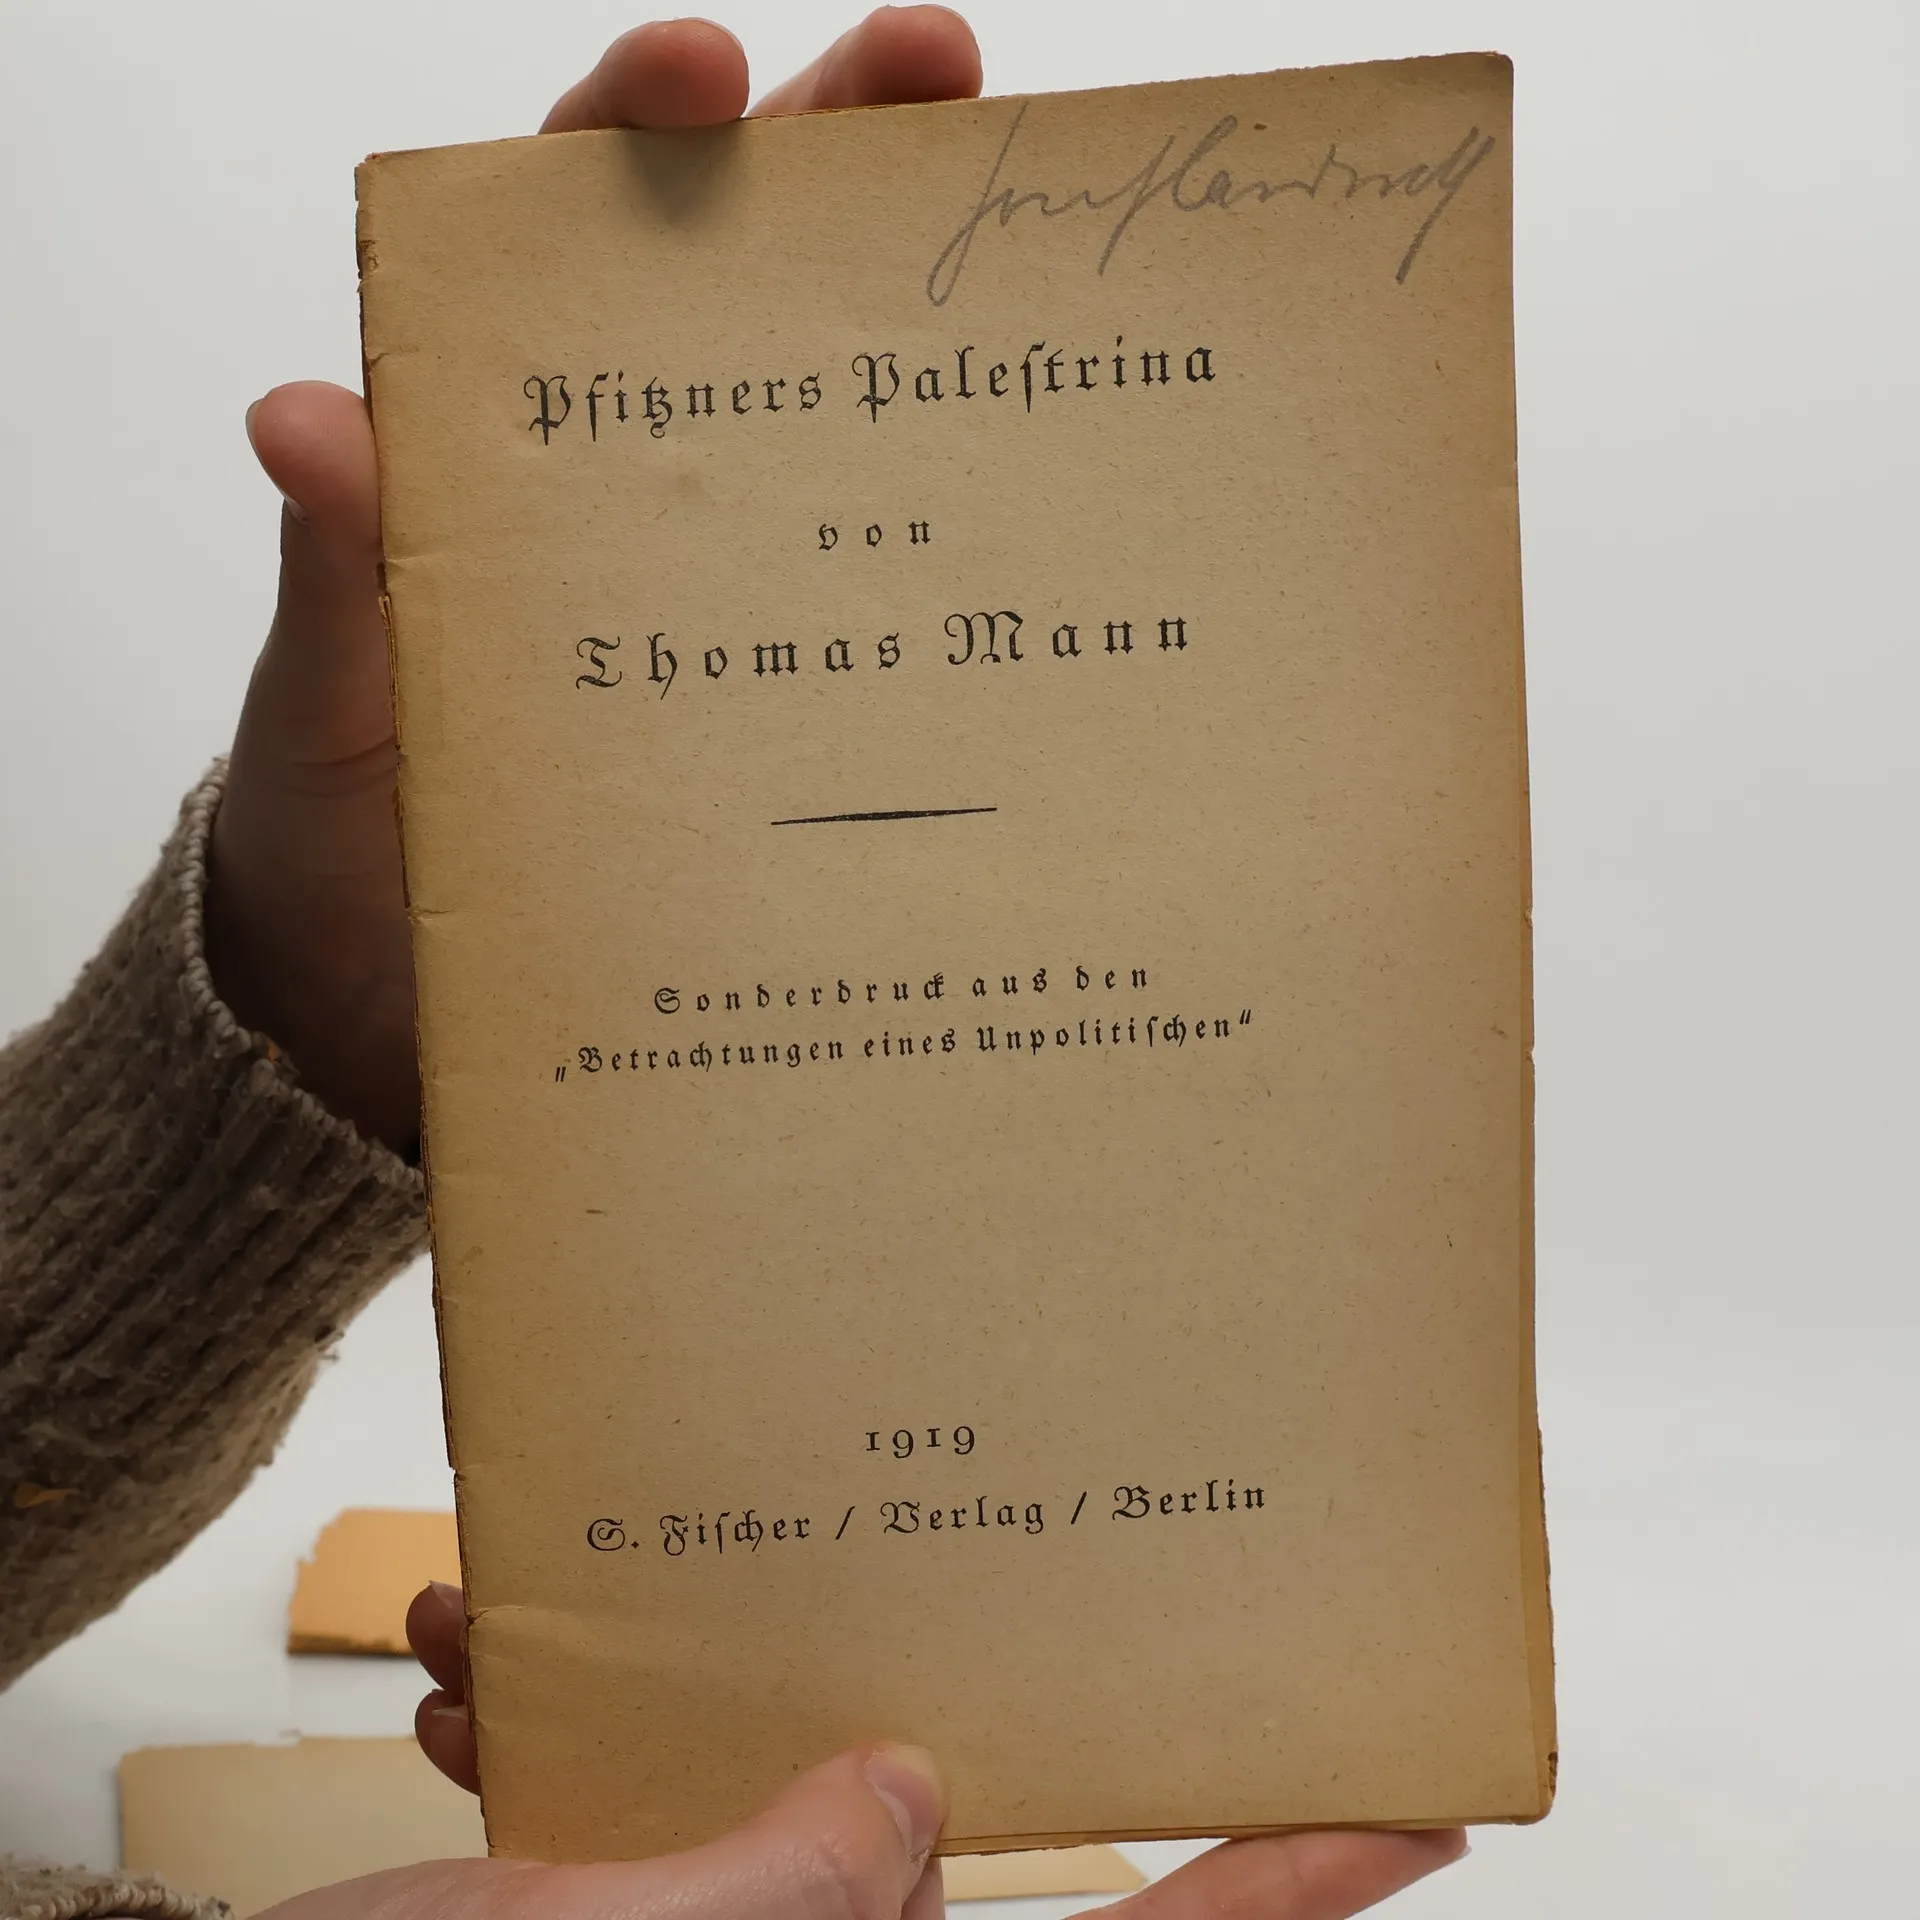 Pfitzners Paleſtrina
von
Thomas Mann
Sonderdruck aus den
„Betrachtungen eines Unpolitiſchen“
1919
S. Fiſcher / Verlag / Berlin